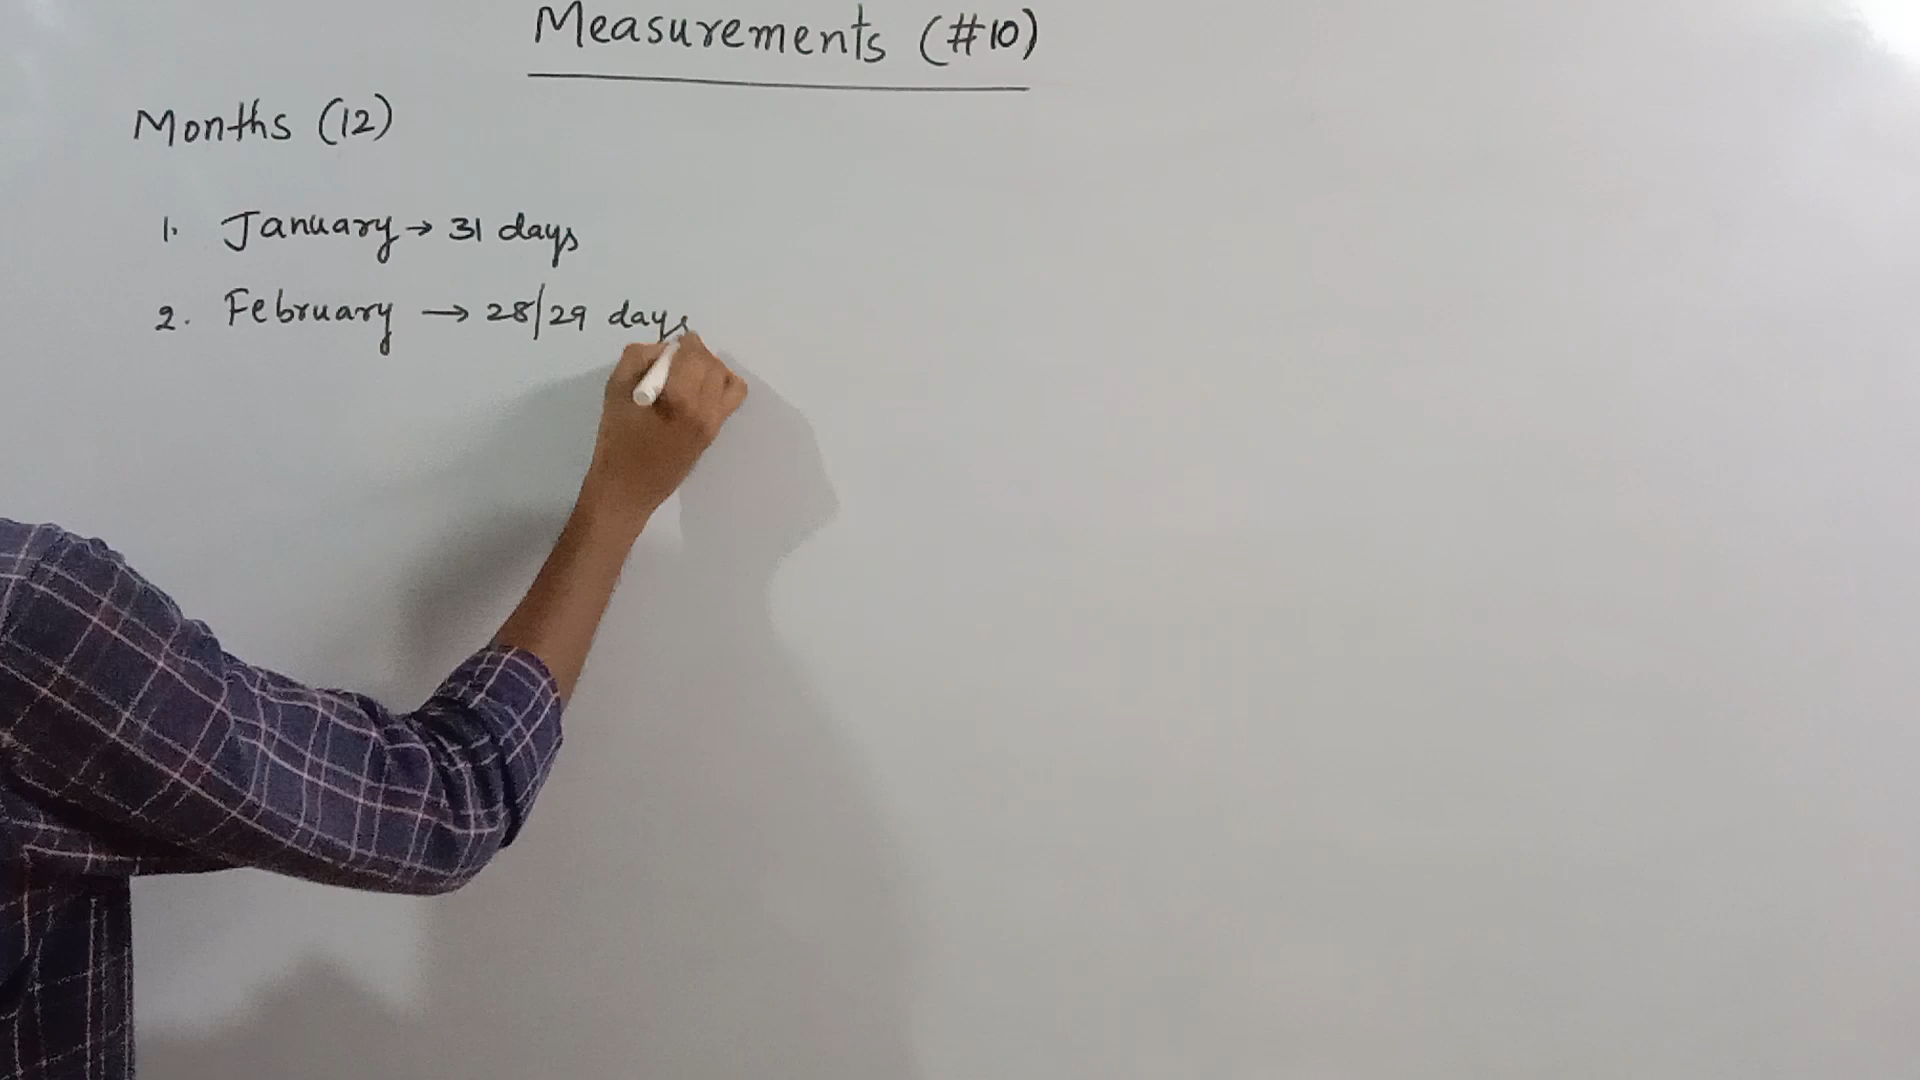 Measurements (#10)
Months (12)
1. January → 31 days
2. February → 28/29 days